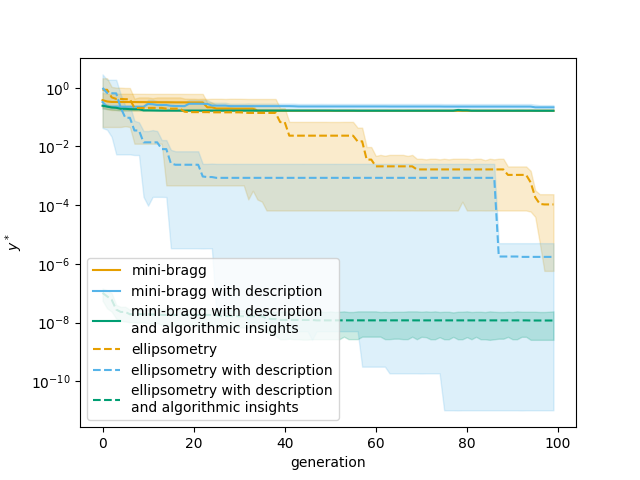 10⁰
10⁻²
10⁻⁴
10⁻⁶
10⁻⁸
10⁻¹⁰
y*
mini-bragg
mini-bragg with description
mini-bragg with description
and algorithmic insights
ellipsometry
ellipsometry with description
ellipsometry with description
and algorithmic insights
0 20 40 60 80 100
generation